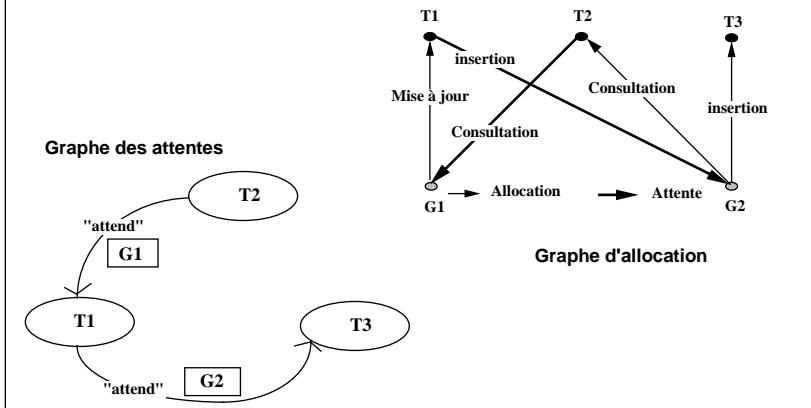 T1 T2 T3
insertion
Mise à jour
Consultation
insertion
Consultation
G1 Allocation Attente G2
Graphe d'allocation
Graphe des attentes
T2
"attend"
G1
T1 T3
"attend" G2